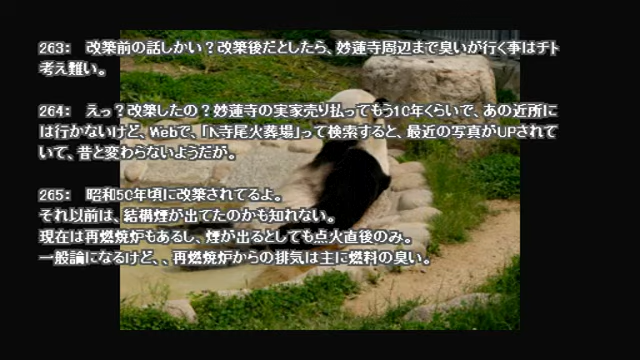 263：　改築前の話しかい？改築後だとしたら、妙蓮寺周辺まで臭いが行く事はチト
考え難い。
264：　えっ？改築したの？妙蓮寺の実家売り払ってもう10年くらいで、あの近所に
は行かないけど、Webで、「N寺尾火葬場」って検索すると、最近の写真がUPされて
いて、昔と変わらないようだが。
265：　昭和50年頃に改築されてるよ。
それ以前は、結構煙が出てたのかも知れない。
現在は再燃焼炉もあるし、煙が出るとしても点火直後のみ。
一般論になるけど、、再燃焼炉からの排気は主に燃料の臭い。